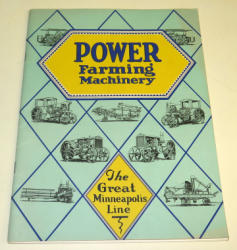 POWER
Farming
Machinery
The
Great
Minneapolis
Line